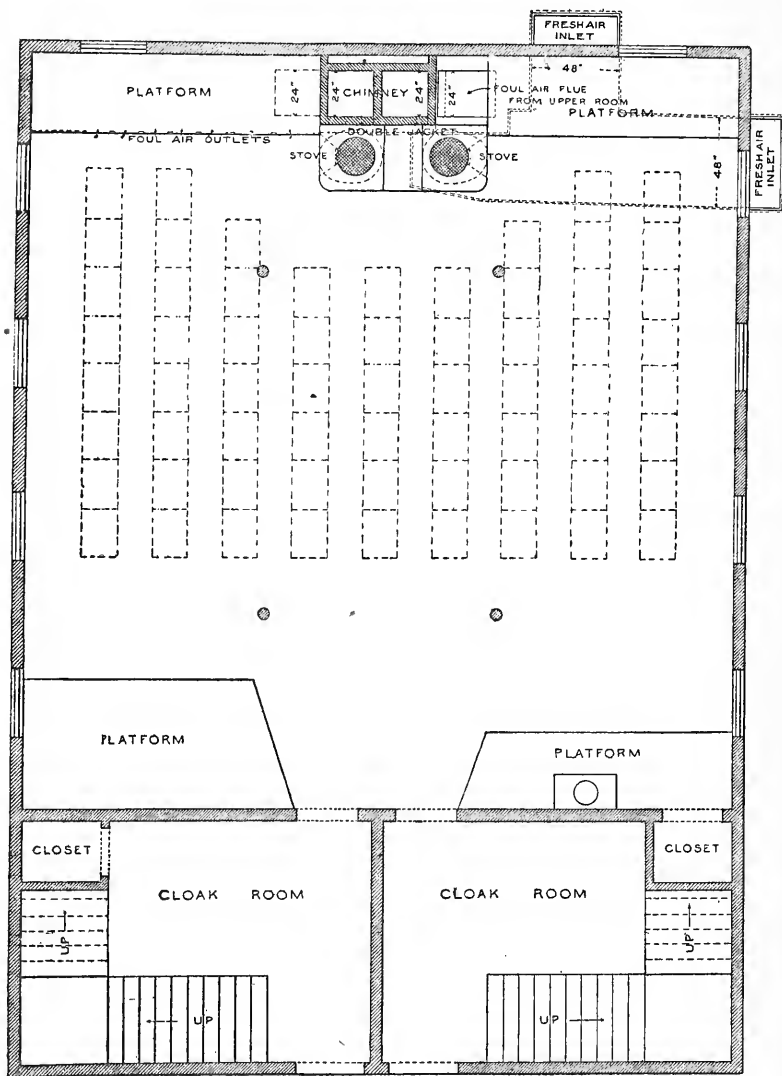 FRESH AIR
INLET
48"
PLATFORM
24"
24"
CHIMNEY
24"
24"
FOUL AIR FLUE
FROM UPPER ROOM
PLATFORM
FOUL AIR OUTLETS
DOUBLE JACKET
STOVE
STOVE
48"
FRESH AIR
INLET
PLATFORM
PLATFORM
CLOSET
CLOSET
CLOAK ROOM
CLOAK ROOM
UP
UP
UP
UP